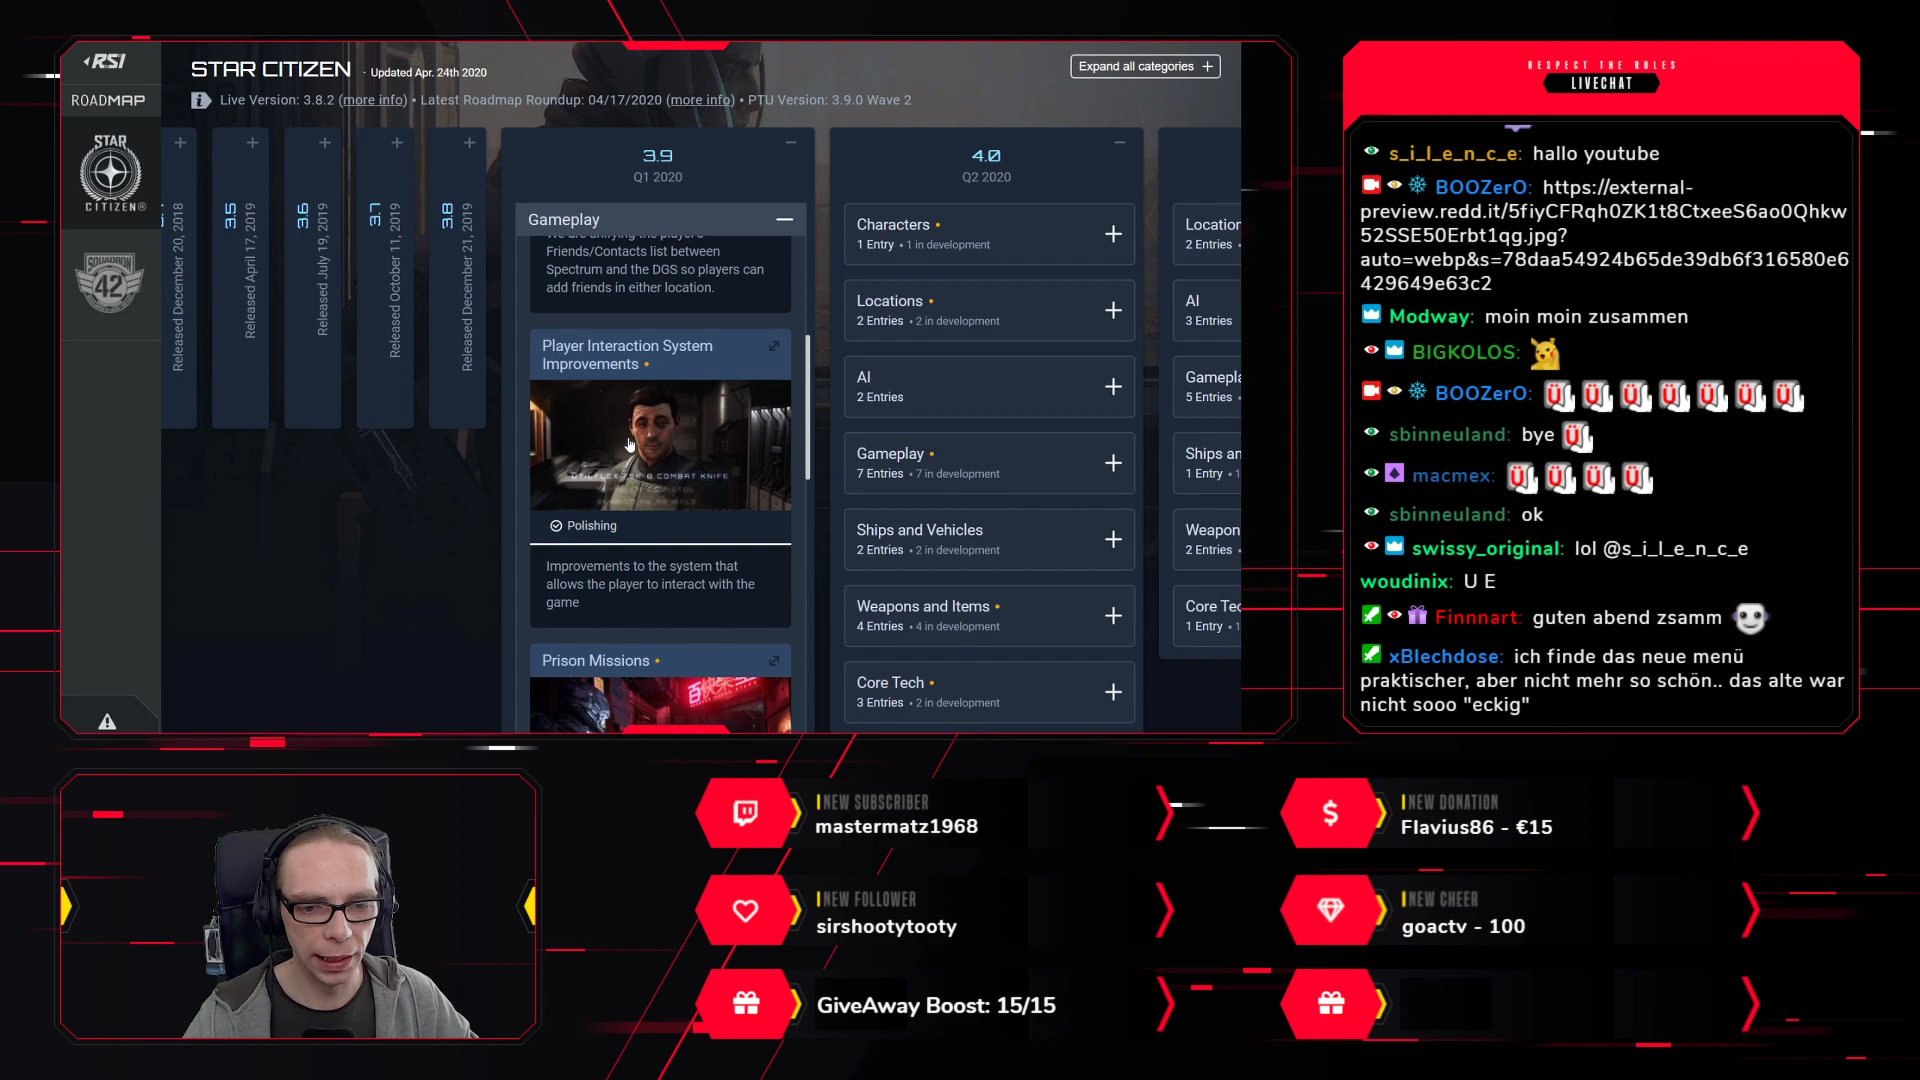 RSI
ROADMAP
STAR
CITIZEN®
SQUADRON
42
STAR CITIZEN · Updated Apr. 24th 2020
Expand all categories +
Live Version: 3.8.2 (more info) • Latest Roadmap Roundup: 04/17/2020 (more info) • PTU Version: 3.9.0 Wave 2
Released December 20, 2018
3.5
Released April 17, 2019
3.6
Released July 19, 2019
3.7
Released October 11, 2019
3.8
Released December 21, 2019
3.9
Q1 2020
Gameplay
We are unifying the player's
Friends/Contacts list between
Spectrum and the DGS so players can
add friends in either location.
Player Interaction System
Improvements •
UTILFLEX FSK 8 COMBAT KNIFE
Polishing
Improvements to the system that
allows the player to interact with the
game
Prison Missions •
4.0
Q2 2020
Characters •
1 Entry • 1 in development
Locations •
2 Entries • 2 in development
AI
2 Entries
Gameplay •
7 Entries • 7 in development
Ships and Vehicles
2 Entries • 2 in development
Weapons and Items •
4 Entries • 4 in development
Core Tech •
3 Entries • 2 in development
Location
2 Entries •
AI
3 Entries
Gamepla
5 Entries •
Ships an
1 Entry • 1
Weapon
2 Entries •
Core Tec
1 Entry • 1
RESPECT THE RULES
LIVECHAT
s_i_l_e_n_c_e: hallo youtube
BOOZerO: https://external-
preview.redd.it/5fiyCFRqh0ZK1t8CtxeeS6ao0Qhkw
52SSE50Erbt1qg.jpg?
auto=webp&s=78daa54924b65de39db6f316580e6
429649e63c2
Modway: moin moin zusammen
BIGKOLOS:
BOOZerO: Ü Ü Ü Ü Ü Ü Ü
sbinneuland: bye Ü
macmex: Ü Ü Ü Ü
sbinneuland: ok
swissy_original: lol @s_i_l_e_n_c_e
woudinix: U E
Finnnart: guten abend zsamm
xBlechdose: ich finde das neue menü
praktischer, aber nicht mehr so schön.. das alte war
nicht sooo "eckig"
NEW SUBSCRIBER
mastermatz1968
NEW DONATION
Flavius86 - €15
NEW FOLLOWER
sirshootytooty
NEW CHEER
goactv - 100
GiveAway Boost: 15/15